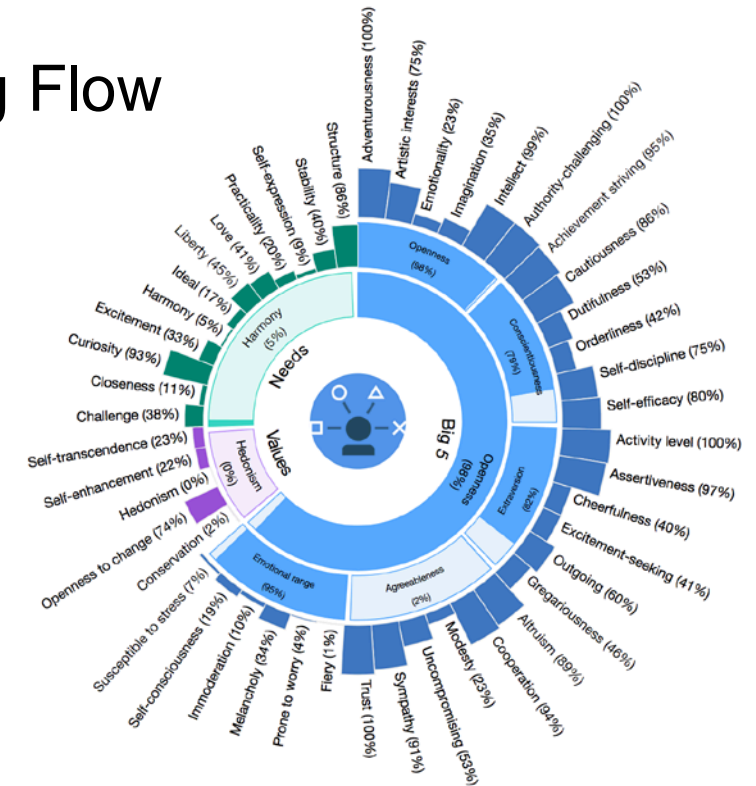 g Flow
Adventurousness (100%)
Artistic interests (75%)
Emotionality (23%)
Imagination (35%)
Intellect (99%)
Authority-challenging (100%)
Achievement striving (95%)
Cautiousness (86%)
Dutifulness (53%)
Orderliness (42%)
Self-discipline (75%)
Self-efficacy (80%)
Activity level (100%)
Assertiveness (97%)
Cheerfulness (40%)
Excitement-seeking (41%)
Outgoing (60%)
Gregariousness (46%)
Altruism (89%)
Cooperation (94%)
Modesty (23%)
Uncompromising (53%)
Sympathy (91%)
Trust (100%)
Fiery (1%)
Prone to worry (4%)
Melancholy (34%)
Immoderation (10%)
Self-consciousness (19%)
Susceptible to stress (7%)
Conservation (2%)
Openness to change (74%)
Hedonism (0%)
Self-enhancement (22%)
Self-transcendence (23%)
Challenge (38%)
Closeness (11%)
Curiosity (93%)
Excitement (33%)
Harmony (5%)
Ideal (17%)
Liberty (45%)
Love (41%)
Practicality (20%)
Self-expression (9%)
Stability (40%)
Structure (86%)
Openness
(98%)
Conscientiousness
(79%)
Extraversion
(82%)
Agreeableness
(2%)
Emotional range
(95%)
Hedonism
(0%)
Harmony
(5%)
Needs
Values
Big 5
Openness
(98%)